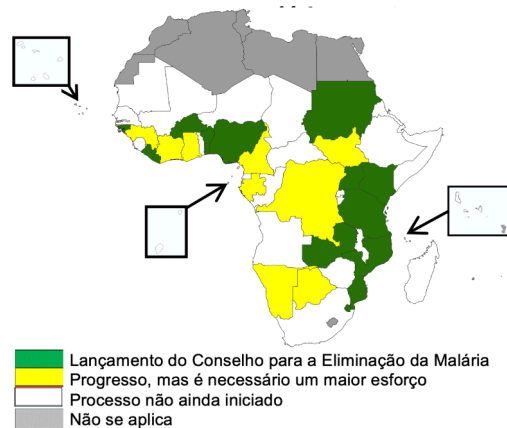 Lançamento do Conselho para a Eliminação da Malária
Progresso, mas é necessário um maior esforço
Processo não ainda iniciado
Não se aplica